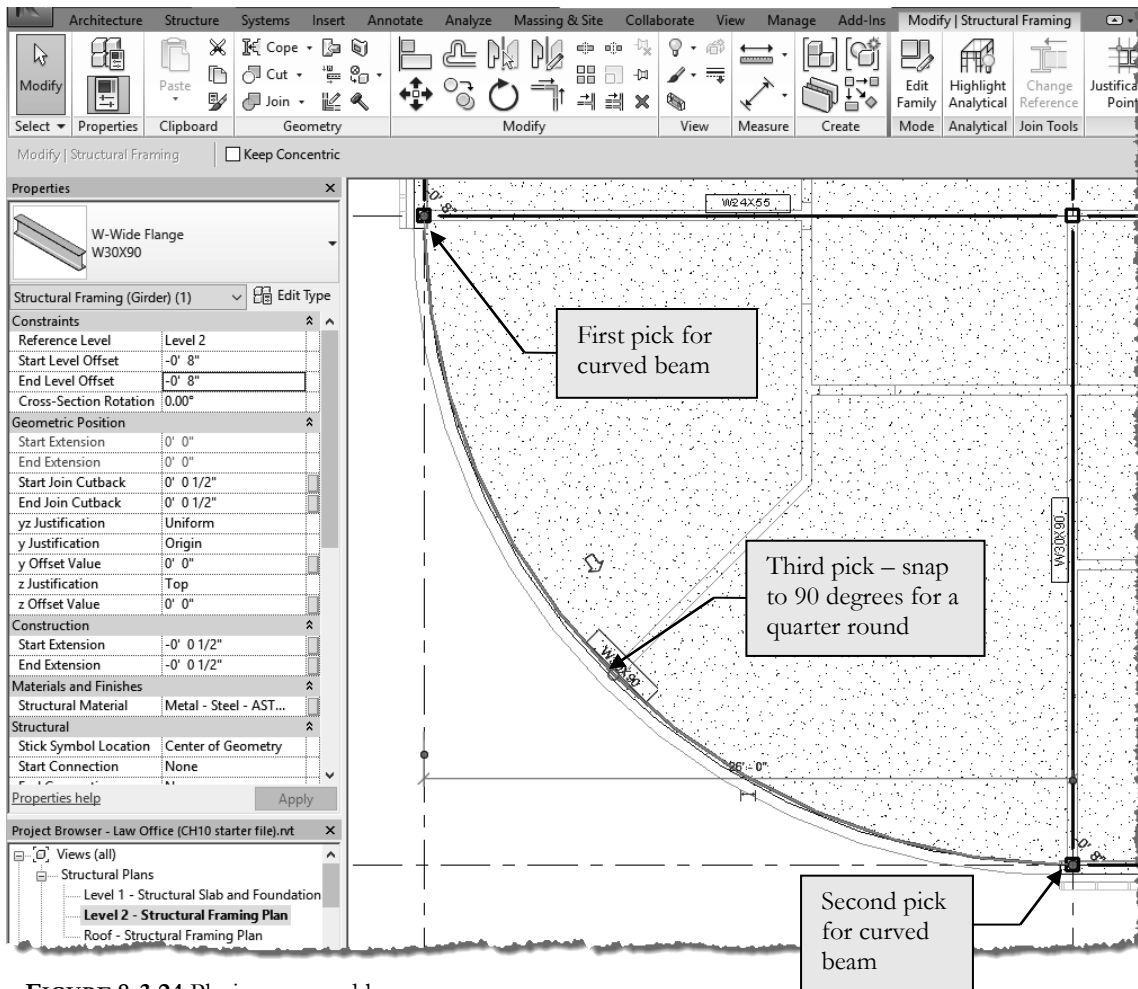 Architecture Structure Systems Insert Annotate Analyze Massing & Site Collaborate View Manage Add-Ins Modify | Structural Framing
Cope
Cut
Join
Modify
Paste
Edit Family
Highlight Analytical
Change Reference
Select Properties Clipboard Geometry Modify View Measure Create Mode Analytical Join Tools
Modify | Structural Framing Keep Concentric
Properties
W-Wide Flange
W30X90
Structural Framing (Girder) (1) Edit Type
Constraints
Reference Level Level 2
Start Level Offset -0' 8"
End Level Offset -0' 8"
Cross-Section Rotation 0.00°
Geometric Position
Start Extension 0' 0"
End Extension 0' 0"
Start Join Cutback 0' 0 1/2"
End Join Cutback 0' 0 1/2"
yz Justification Uniform
y Justification Origin
y Offset Value 0' 0"
z Justification Top
z Offset Value 0' 0"
Construction
Start Extension -0' 0 1/2"
End Extension -0' 0 1/2"
Materials and Finishes
Structural Material Metal - Steel - AST...
Structural
Stick Symbol Location Center of Geometry
Start Connection None
Properties help Apply
Project Browser - Law Office (CH10 starter file).rvt
Views (all)
Structural Plans
Level 1 - Structural Slab and Foundation
Level 2 - Structural Framing Plan
Roof - Structural Framing Plan
-0' 8"
W24X55
First pick for
curved beam
W30X90
Third pick – snap
to 90 degrees for a
quarter round
26' - 0"
-0' 8"
Second pick
for curved
beam
FIGURE 8-3.24